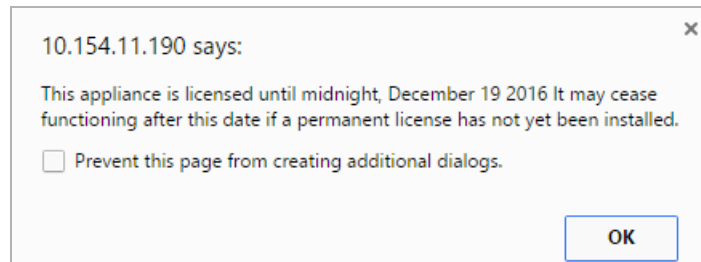 10.154.11.190 says:
This appliance is licensed until midnight, December 19 2016 It may cease
functioning after this date if a permanent license has not yet been installed.
Prevent this page from creating additional dialogs.
OK